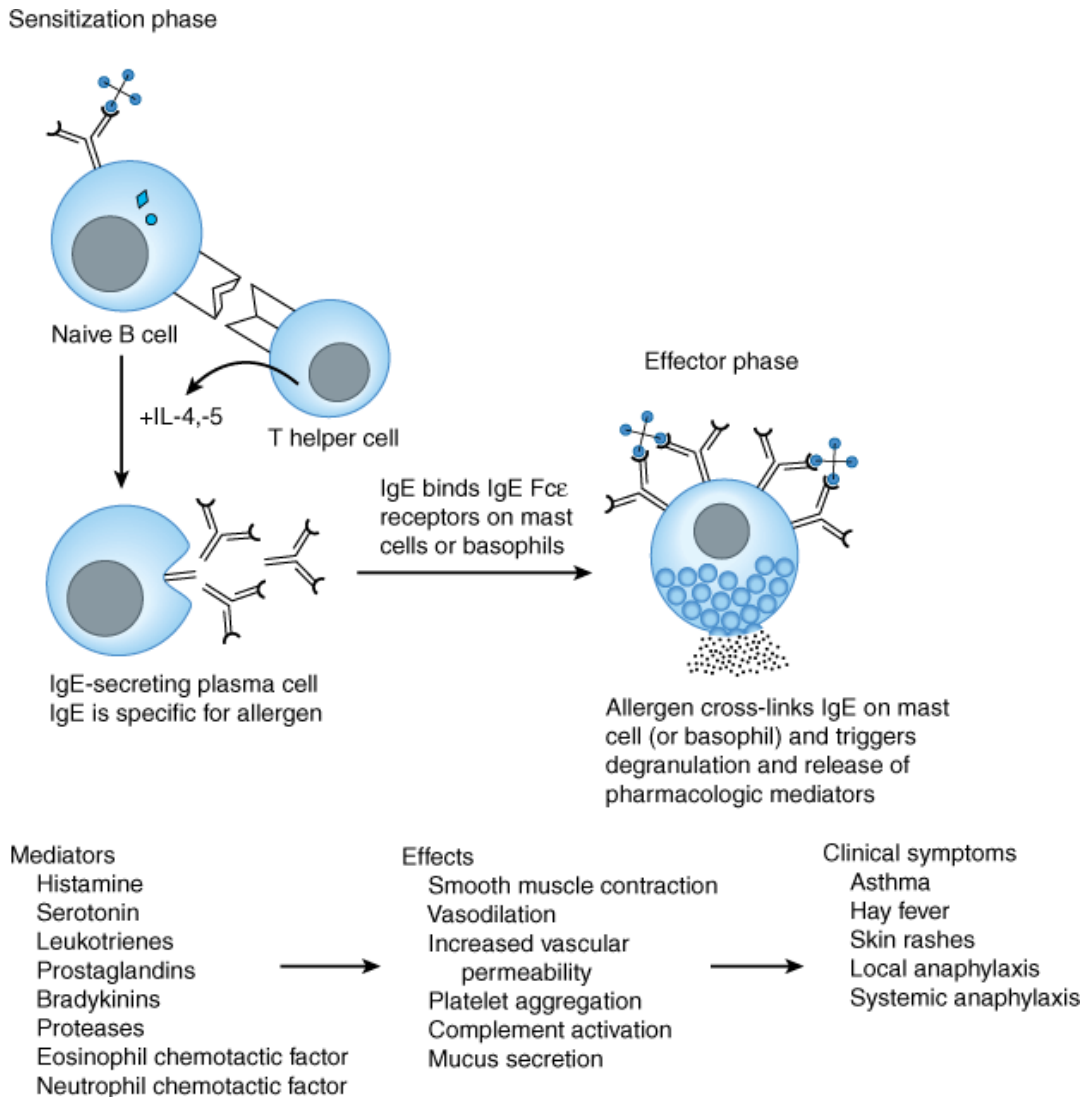 Sensitization phase
Naive B cell
+IL-4,-5
T helper cell
Effector phase
IgE binds IgE Fcε
receptors on mast
cells or basophils
IgE-secreting plasma cell
IgE is specific for allergen
Allergen cross-links IgE on mast
cell (or basophil) and triggers
degranulation and release of
pharmacologic mediators
Mediators
Histamine
Serotonin
Leukotrienes
Prostaglandins
Bradykinins
Proteases
Eosinophil chemotactic factor
Neutrophil chemotactic factor
Effects
Smooth muscle contraction
Vasodilation
Increased vascular
permeability
Platelet aggregation
Complement activation
Mucus secretion
Clinical symptoms
Asthma
Hay fever
Skin rashes
Local anaphylaxis
Systemic anaphylaxis